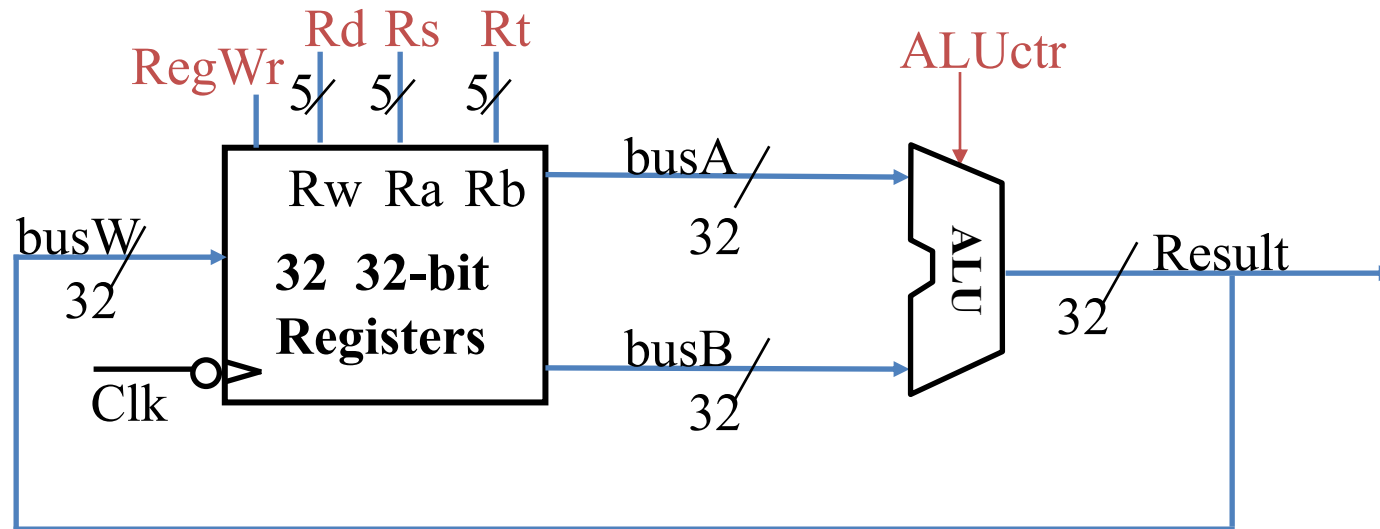 Rd Rs Rt
RegWr
ALUctr
5 5 5
busA
Rw Ra Rb
32
busW
32
32 32-bit
Registers
ALU
Result
32
busB
32
Clk